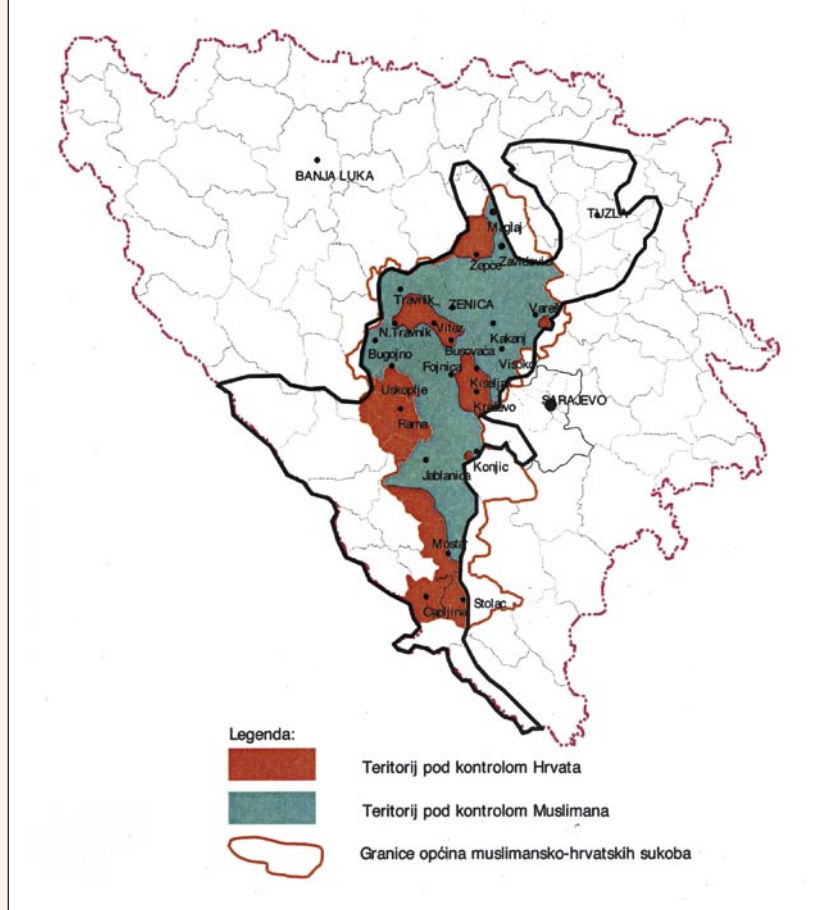 BANJA LUKA
TUZLA
Maglaj
Zavidovići
Žepče
Travnik
ZENICA
Vareš
N.Travnik
Vitez
Kakanj
Bugojno
Busovača
Visoko
Fojnica
Uskoplje
Kiseljak
SARAJEVO
Kreševo
Rama
Konjic
Jablanica
Mostar
Stolac
Čapljina
Legenda:
Teritorij pod kontrolom Hrvata
Teritorij pod kontrolom Muslimana
Granice općina muslimansko-hrvatskih sukoba